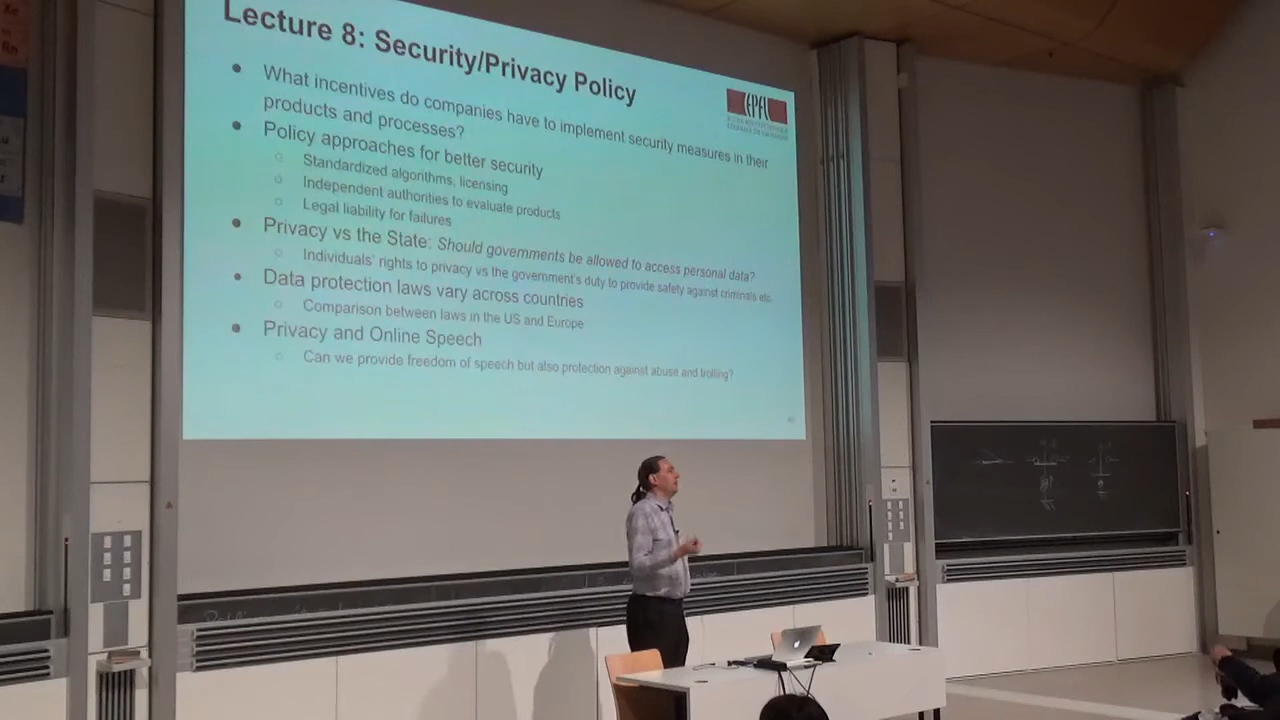 Lecture 8: Security/Privacy Policy
What incentives do companies have to implement security measures in their
products and processes?
Policy approaches for better security
Standardized algorithms, licensing
Independent authorities to evaluate products
Legal liability for failures
Privacy vs the State: Should governments be allowed to access personal data?
Individuals' rights to privacy vs the government's duty to provide safety against criminals etc.
Data protection laws vary across countries
Comparison between laws in the US and Europe
Privacy and Online Speech
Can we provide freedom of speech but also protection against abuse and trolling?
EPFL
Xe
Rn